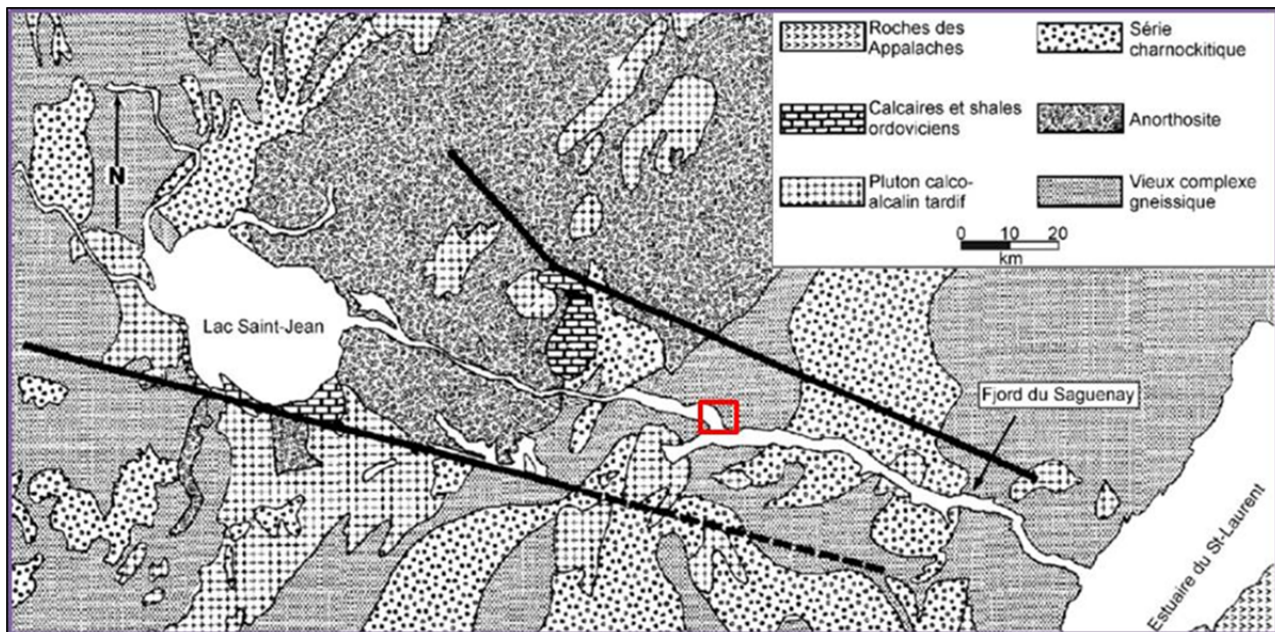 Roches des
Appalaches
Série
charnockitique
Calcaires et shales
ordoviciens
Anorthosite
Pluton calco-
alcalin tardif
Vieux complexe
gneissique
0 10 20
km
N
Lac Saint-Jean
Fjord du Saguenay
Estuaire du St-Laurent